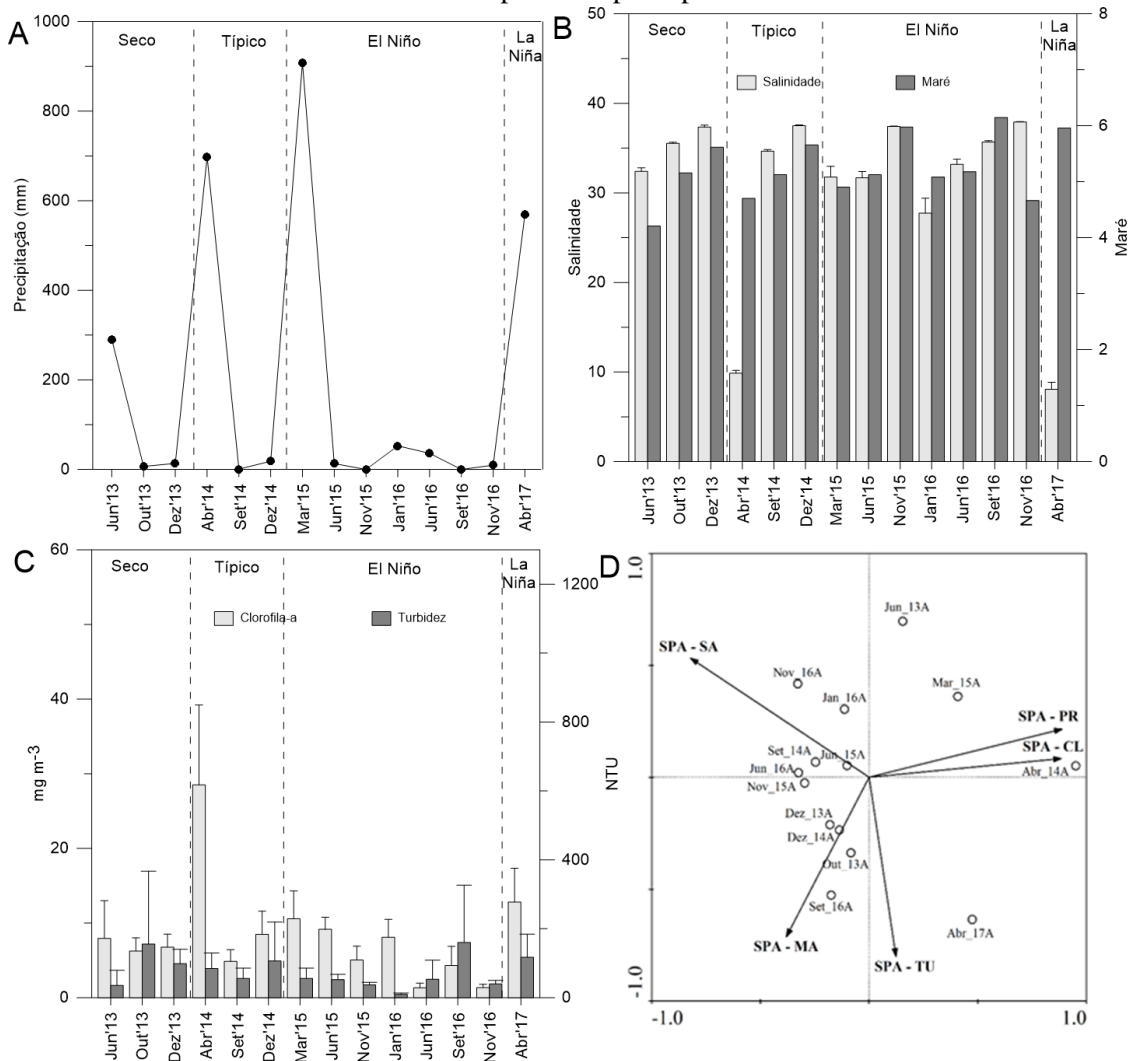 A
Seco Típico El Niño La Niña
1000
800
600
400
200
0
Precipitação (mm)
Jun'13 Out'13 Dez'13 Abr'14 Set'14 Dez'14 Mar'15 Jun'15 Nov'15 Jan'16 Jun'16 Set'16 Nov'16 Abr'17
B
Seco Típico El Niño La Niña
Salinidade Maré
50
40
30
20
10
0
Salinidade
8
6
4
2
0
Maré
Jun'13 Out'13 Dez'13 Abr'14 Set'14 Dez'14 Mar'15 Jun'15 Nov'15 Jan'16 Jun'16 Set'16 Nov'16 Abr'17
C
Seco Típico El Niño La Niña
Clorofila-a Turbidez
60
40
20
0
mg m-3
1200
800
400
0
NTU
Jun'13 Out'13 Dez'13 Abr'14 Set'14 Dez'14 Mar'15 Jun'15 Nov'15 Jan'16 Jun'16 Set'16 Nov'16 Abr'17
D
1.0
Jun_13A
SPA - SA
Nov_16A
Mar_15A
Jan_16A
SPA - PR
Set_14A Jun_15A
SPA - CL
Jun_16A
Abr_14A
Nov_15A
Dez_13A
Dez_14A
Out_13A
Set_16A
Abr_17A
SPA - MA
SPA - TU
-1.0
-1.0 1.0